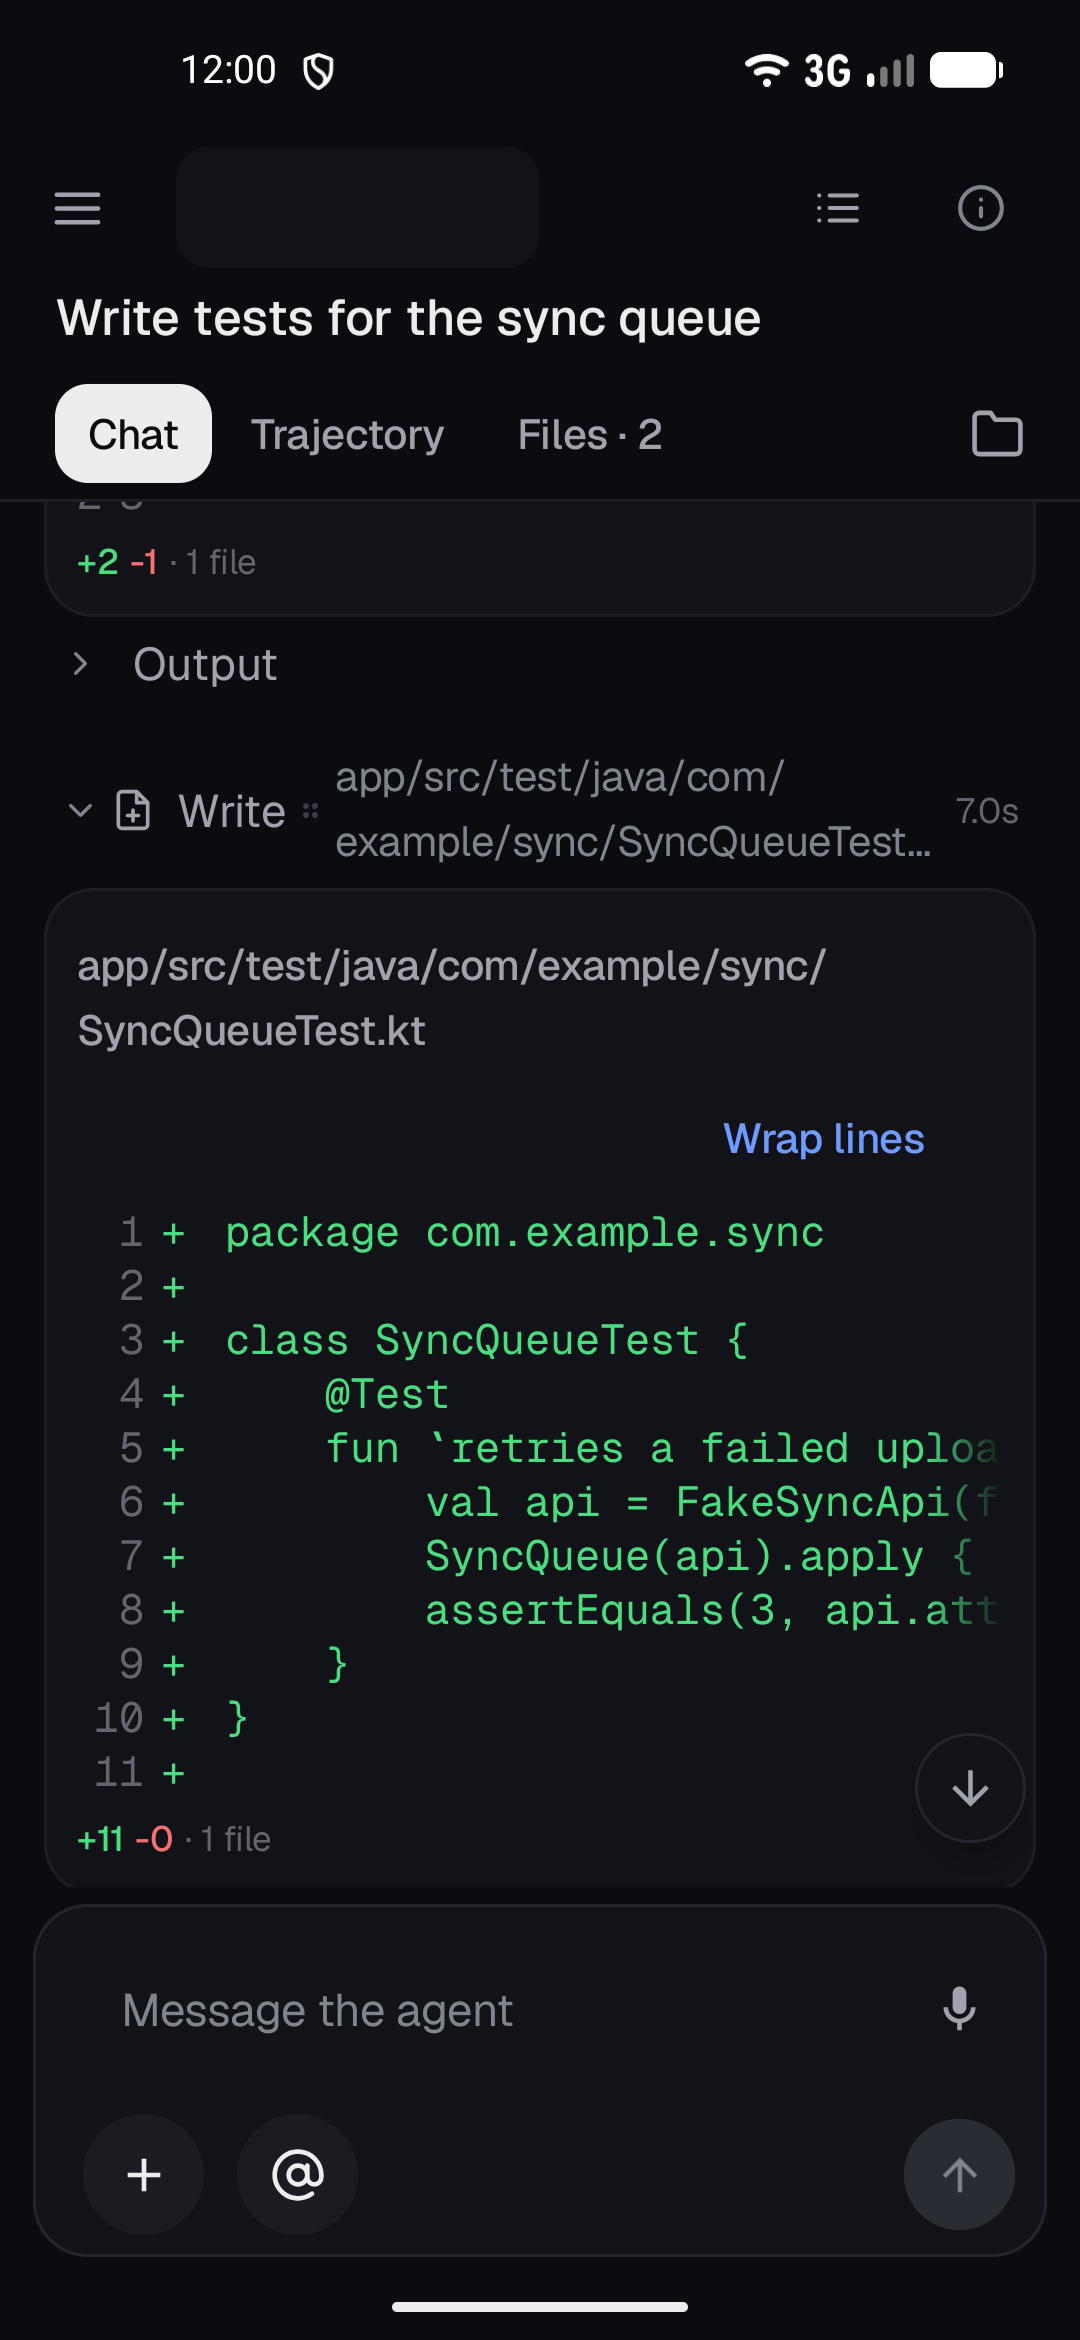 12:00
3G
Write tests for the sync queue
Chat
Trajectory
Files · 2
+2 -1 · 1 file
Output
Write
app/src/test/java/com/
example/sync/SyncQueueTest…
7.0s
app/src/test/java/com/example/sync/
SyncQueueTest.kt
Wrap lines
1 + package com.example.sync
2 +
3 + class SyncQueueTest {
4 +     @Test
5 +     fun `retries a failed uploa
6 +         val api = FakeSyncApi(f
7 +         SyncQueue(api).apply {
8 +         assertEquals(3, api.att
9 +     }
10 + }
11 +
+11 -0 · 1 file
Message the agent